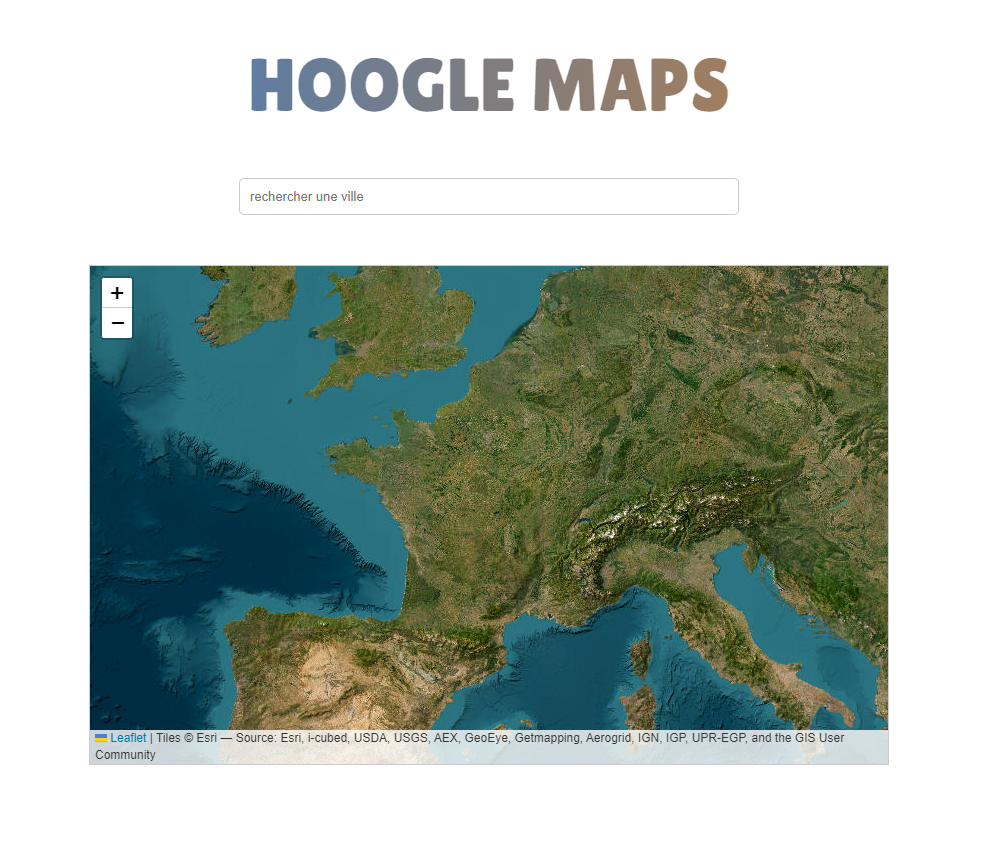 HOOGLE MAPS
rechercher une ville
+
−
Leaflet | Tiles © Esri — Source: Esri, i-cubed, USDA, USGS, AEX, GeoEye, Getmapping, Aerogrid, IGN, IGP, UPR-EGP, and the GIS User
Community